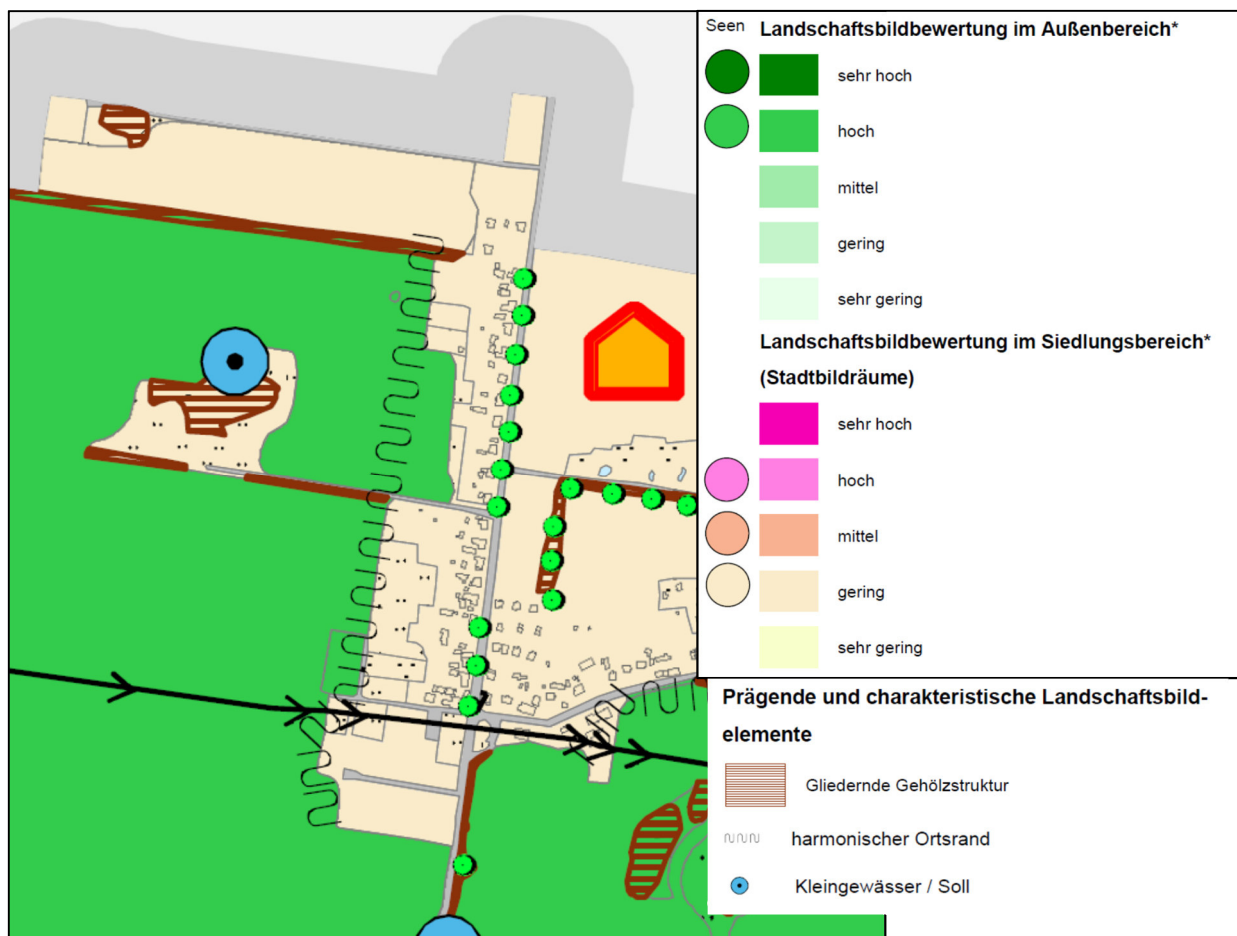 Seen Landschaftsbildbewertung im Außenbereich*
sehr hoch
hoch
mittel
gering
sehr gering
Landschaftsbildbewertung im Siedlungsbereich*
(Stadtbildräume)
sehr hoch
hoch
mittel
gering
sehr gering
Prägende und charakteristische Landschaftsbild-
elemente
Gliedernde Gehölzstruktur
harmonischer Ortsrand
Kleingewässer / Soll